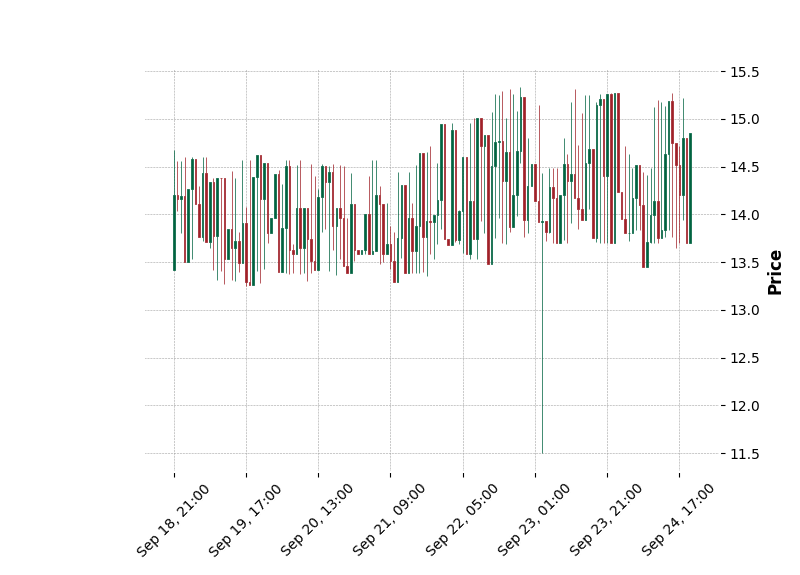 15.5
15.0
14.5
14.0
13.5
13.0
12.5
12.0
11.5
Price
Sep 18, 21:00
Sep 19, 17:00
Sep 20, 13:00
Sep 21, 09:00
Sep 22, 05:00
Sep 23, 01:00
Sep 23, 21:00
Sep 24, 17:00